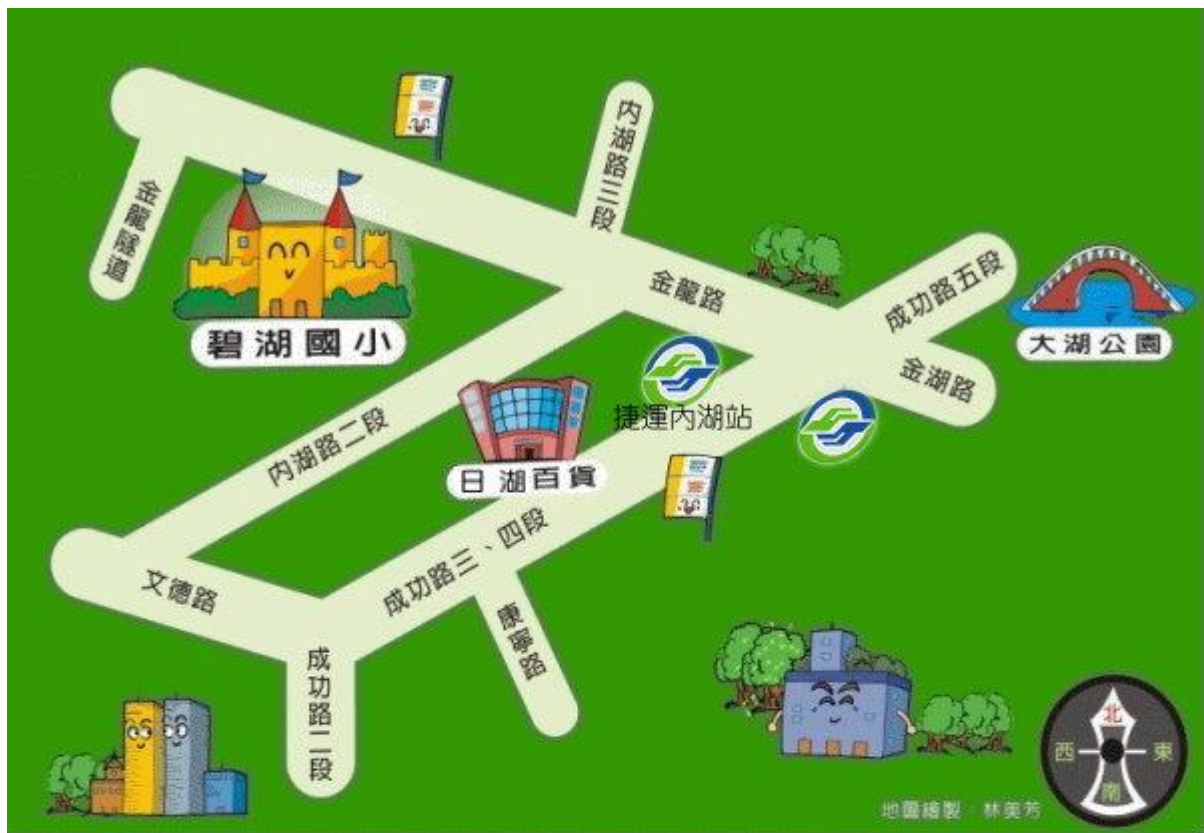 內湖路三段
金龍隧道
碧湖國小
金龍路
成功路五段
大湖公園
金湖路
捷運內湖站
內湖路二段
日湖百貨
成功路三、四段
文德路
康寧路
成功路二段
北
西
東
南
地圖繪製：林美芳